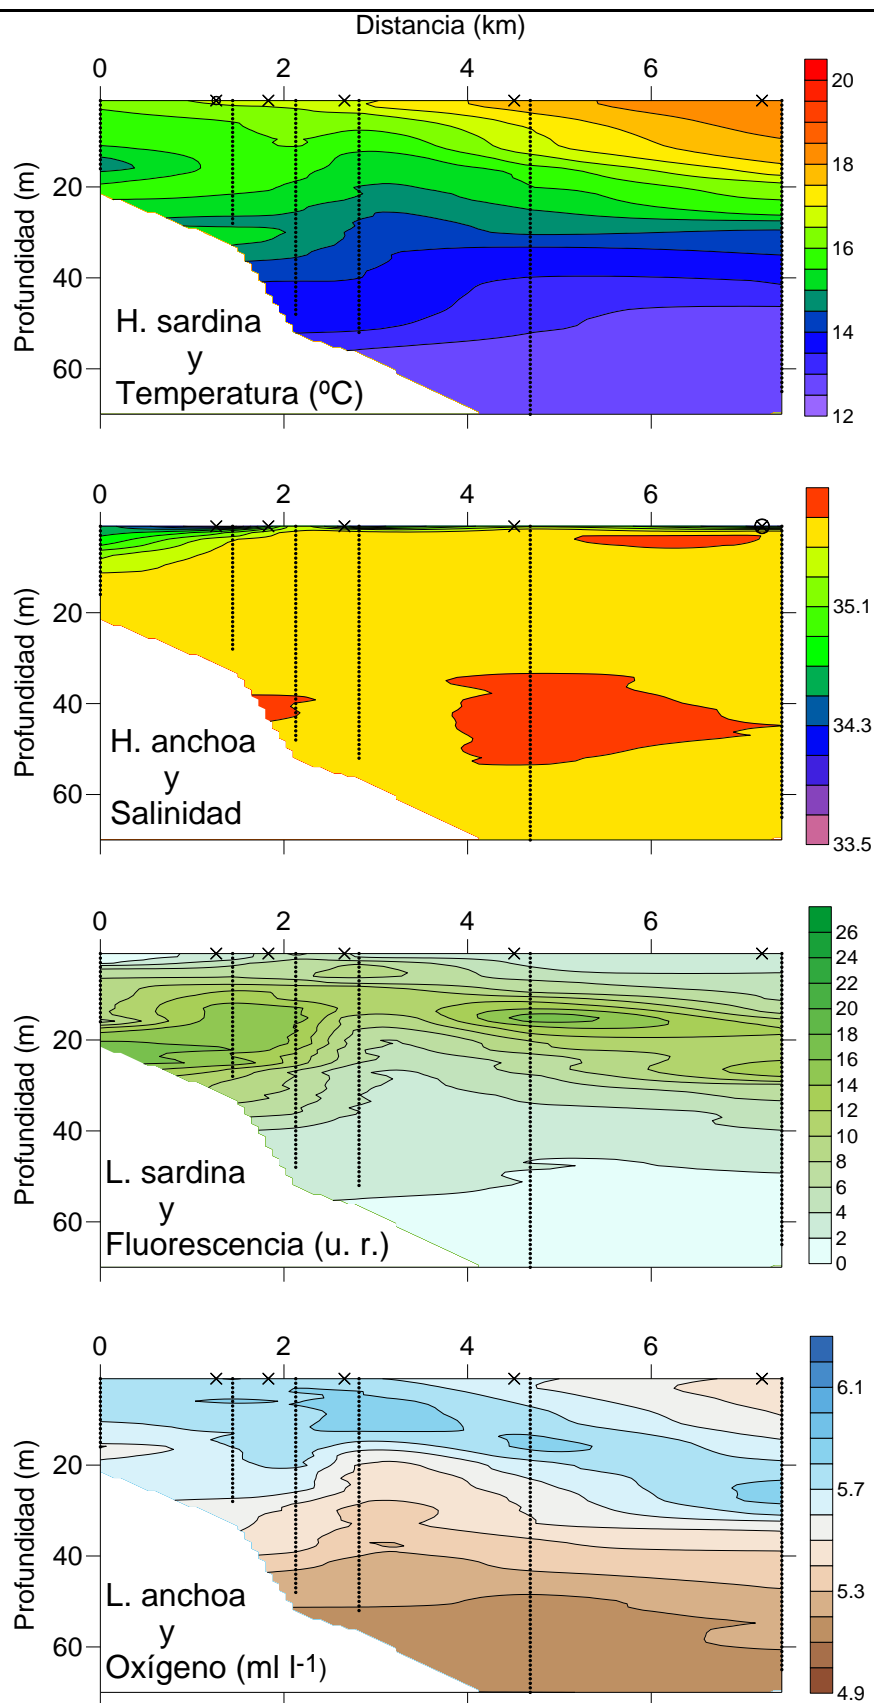 Distancia (km)
0 2 4 6
Profundidad (m)
20
40
60
H. sardina
y
Temperatura (ºC)
20
18
16
14
12
0 2 4 6
Profundidad (m)
20
40
60
H. anchoa
y
Salinidad
35.1
34.3
33.5
0 2 4 6
Profundidad (m)
20
40
60
L. sardina
y
Fluorescencia (u. r.)
26
24
22
20
18
16
14
12
10
8
6
4
2
0
0 2 4 6
Profundidad (m)
20
40
60
L. anchoa
y
Oxígeno (ml l-1)
6.1
5.7
5.3
4.9